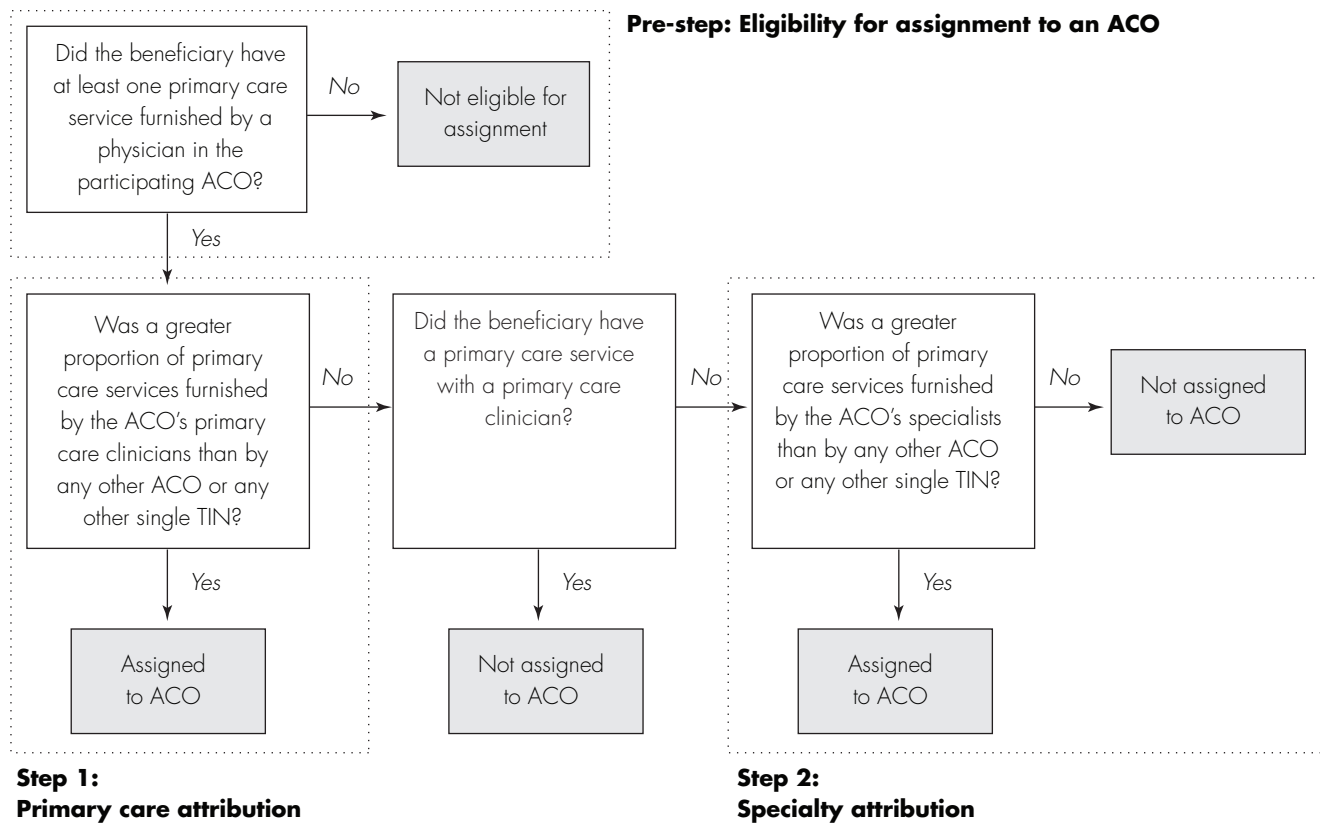 Pre-step: Eligibility for assignment to an ACO
Did the beneficiary have
at least one primary care
service furnished by a
physician in the
participating ACO?
No
Not eligible for
assignment
Yes
Was a greater
proportion of primary
care services furnished
by the ACO’s primary
care clinicians than by
any other ACO or any
other single TIN?
No
Did the beneficiary have
a primary care service
with a primary care
clinician?
No
Was a greater
proportion of primary
care services furnished
by the ACO’s specialists
than by any other ACO
or any other single TIN?
No
Not assigned
to ACO
Yes
Yes
Yes
Assigned
to ACO
Not assigned
to ACO
Assigned
to ACO
Step 1:
Primary care attribution
Step 2:
Specialty attribution